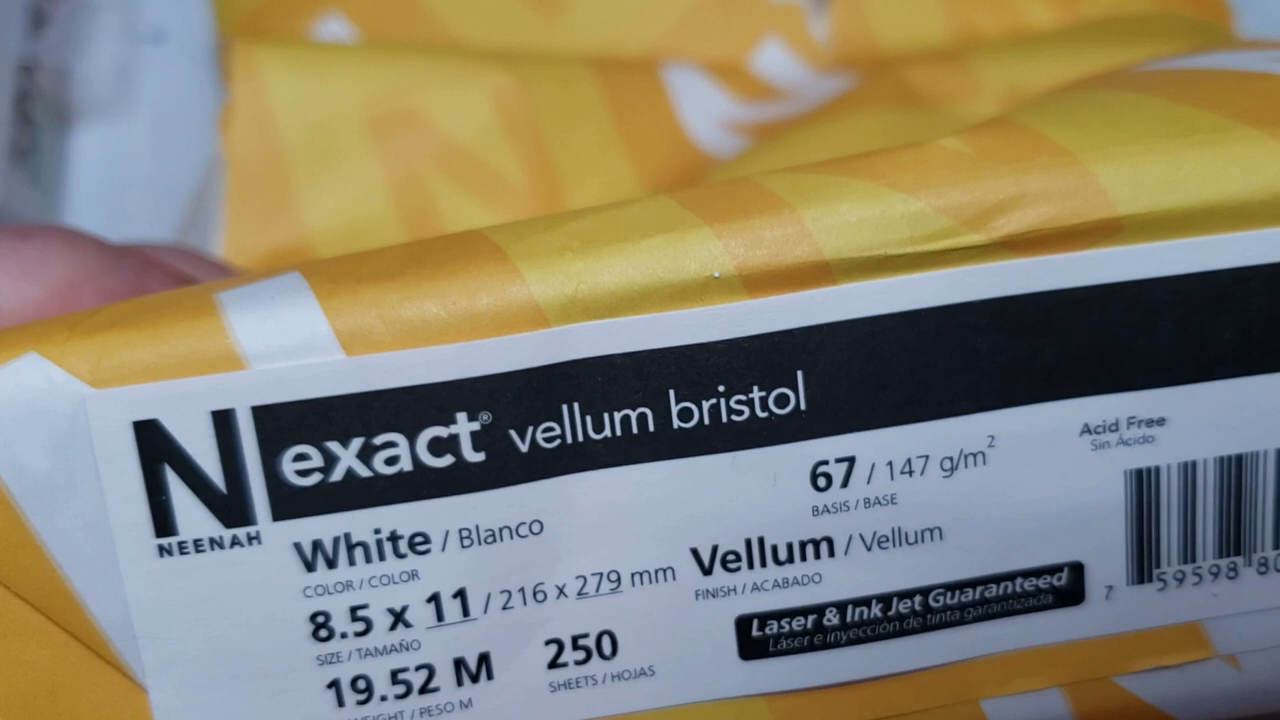 N
NEENAH
exact® vellum bristol
White / Blanco
COLOR / COLOR
8.5 x 11 / 216 x 279 mm
SIZE / TAMAÑO
19.52 M
/ PESO M
250
SHEETS / HOJAS
67 / 147 g/m²
BASIS / BASE
Vellum / Vellum
FINISH / ACABADO
Laser & Ink Jet Guaranteed
Láser e inyección de tinta garantizada
Acid Free
Sin Ácido
7 59598 80